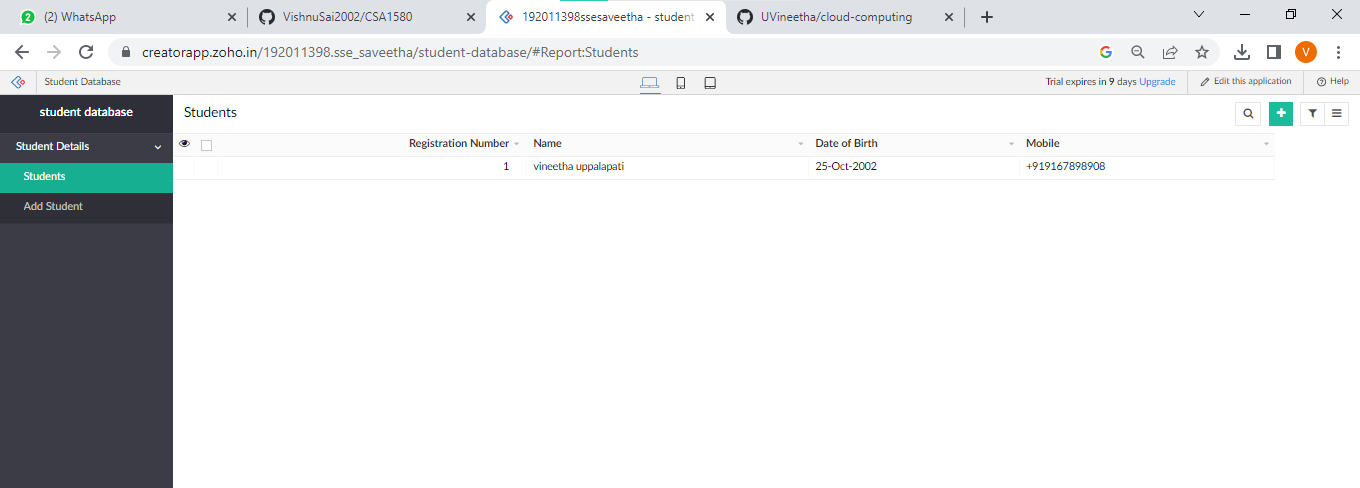 2 (2) WhatsApp
VishnuSai2002/CSA1580
192011398ssesaveetha - student
UVineetha/cloud-computing
creatorapp.zoho.in/192011398.sse_saveetha/student-database/#Report:Students
V
Student Database
Trial expires in 9 days Upgrade
Edit this application
Help
student database
Students
Student Details
Registration Number Name Date of Birth Mobile
Students
1 vineetha uppalapati 25-Oct-2002 +919167898908
Add Student